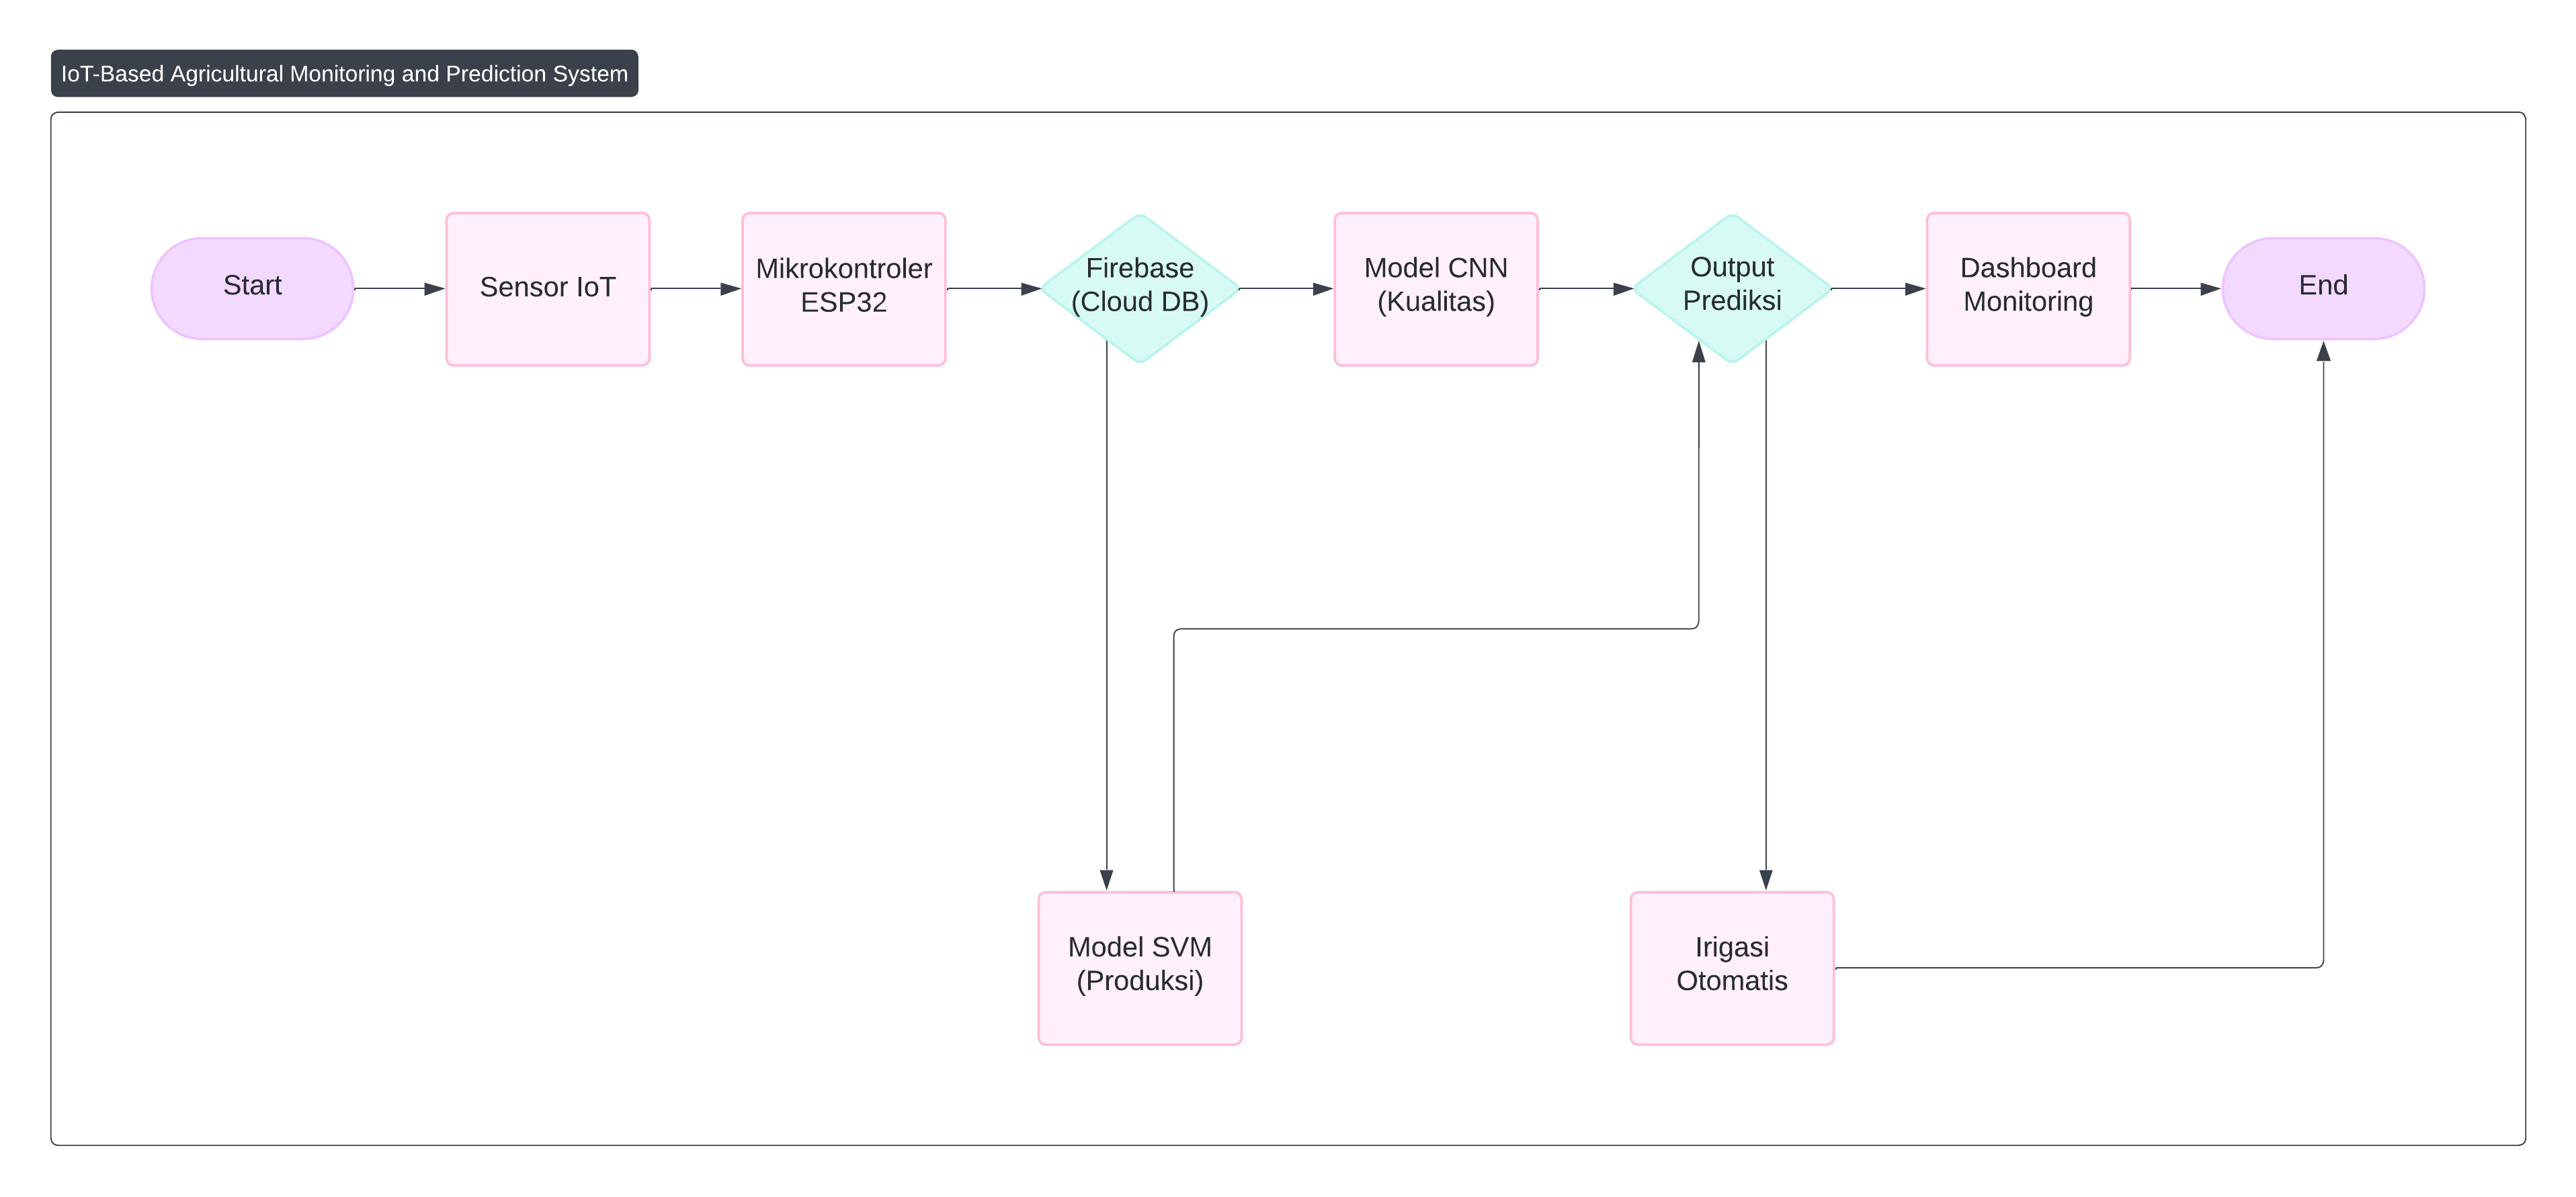 IoT-Based Agricultural Monitoring and Prediction System
Start
Sensor IoT
Mikrokontroler
ESP32
Firebase
(Cloud DB)
Model CNN
(Kualitas)
Output
Prediksi
Dashboard
Monitoring
End
Model SVM
(Produksi)
Irigasi
Otomatis